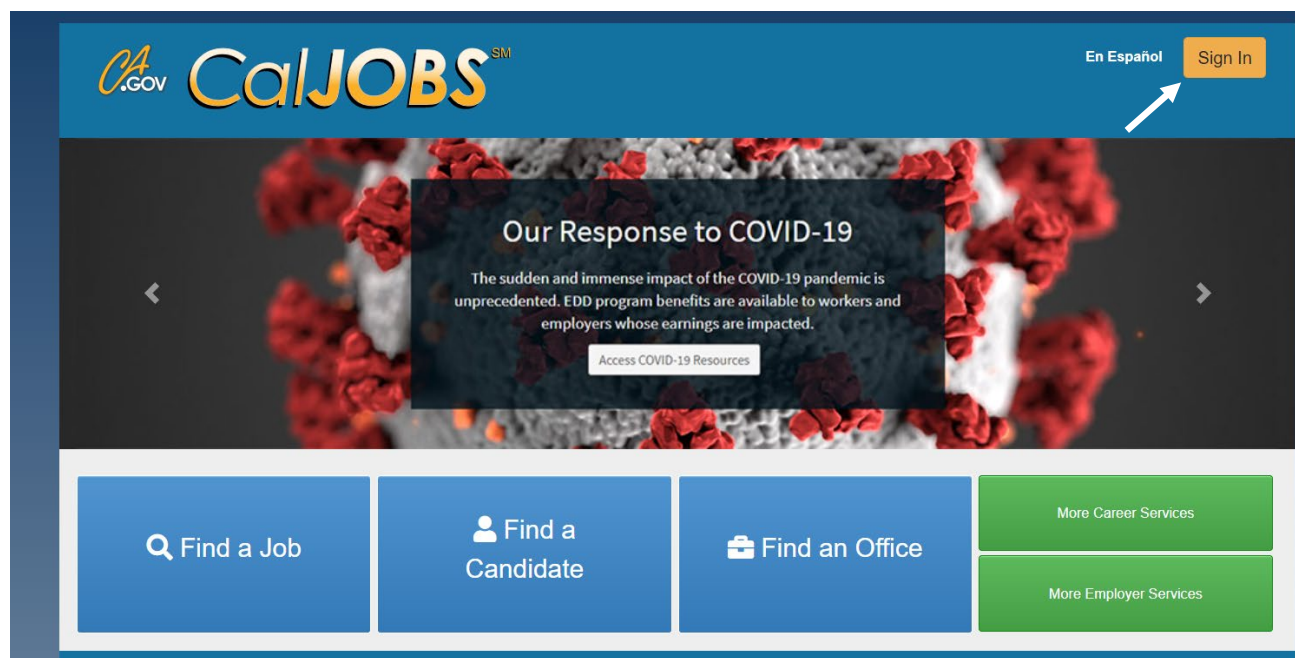 CA.GOV CalJOBS SM
En Español
Sign In
Our Response to COVID-19
The sudden and immense impact of the COVID-19 pandemic is
unprecedented. EDD program benefits are available to workers and
employers whose earnings are impacted.
Access COVID-19 Resources
Find a Job
Find a
Candidate
Find an Office
More Career Services
More Employer Services